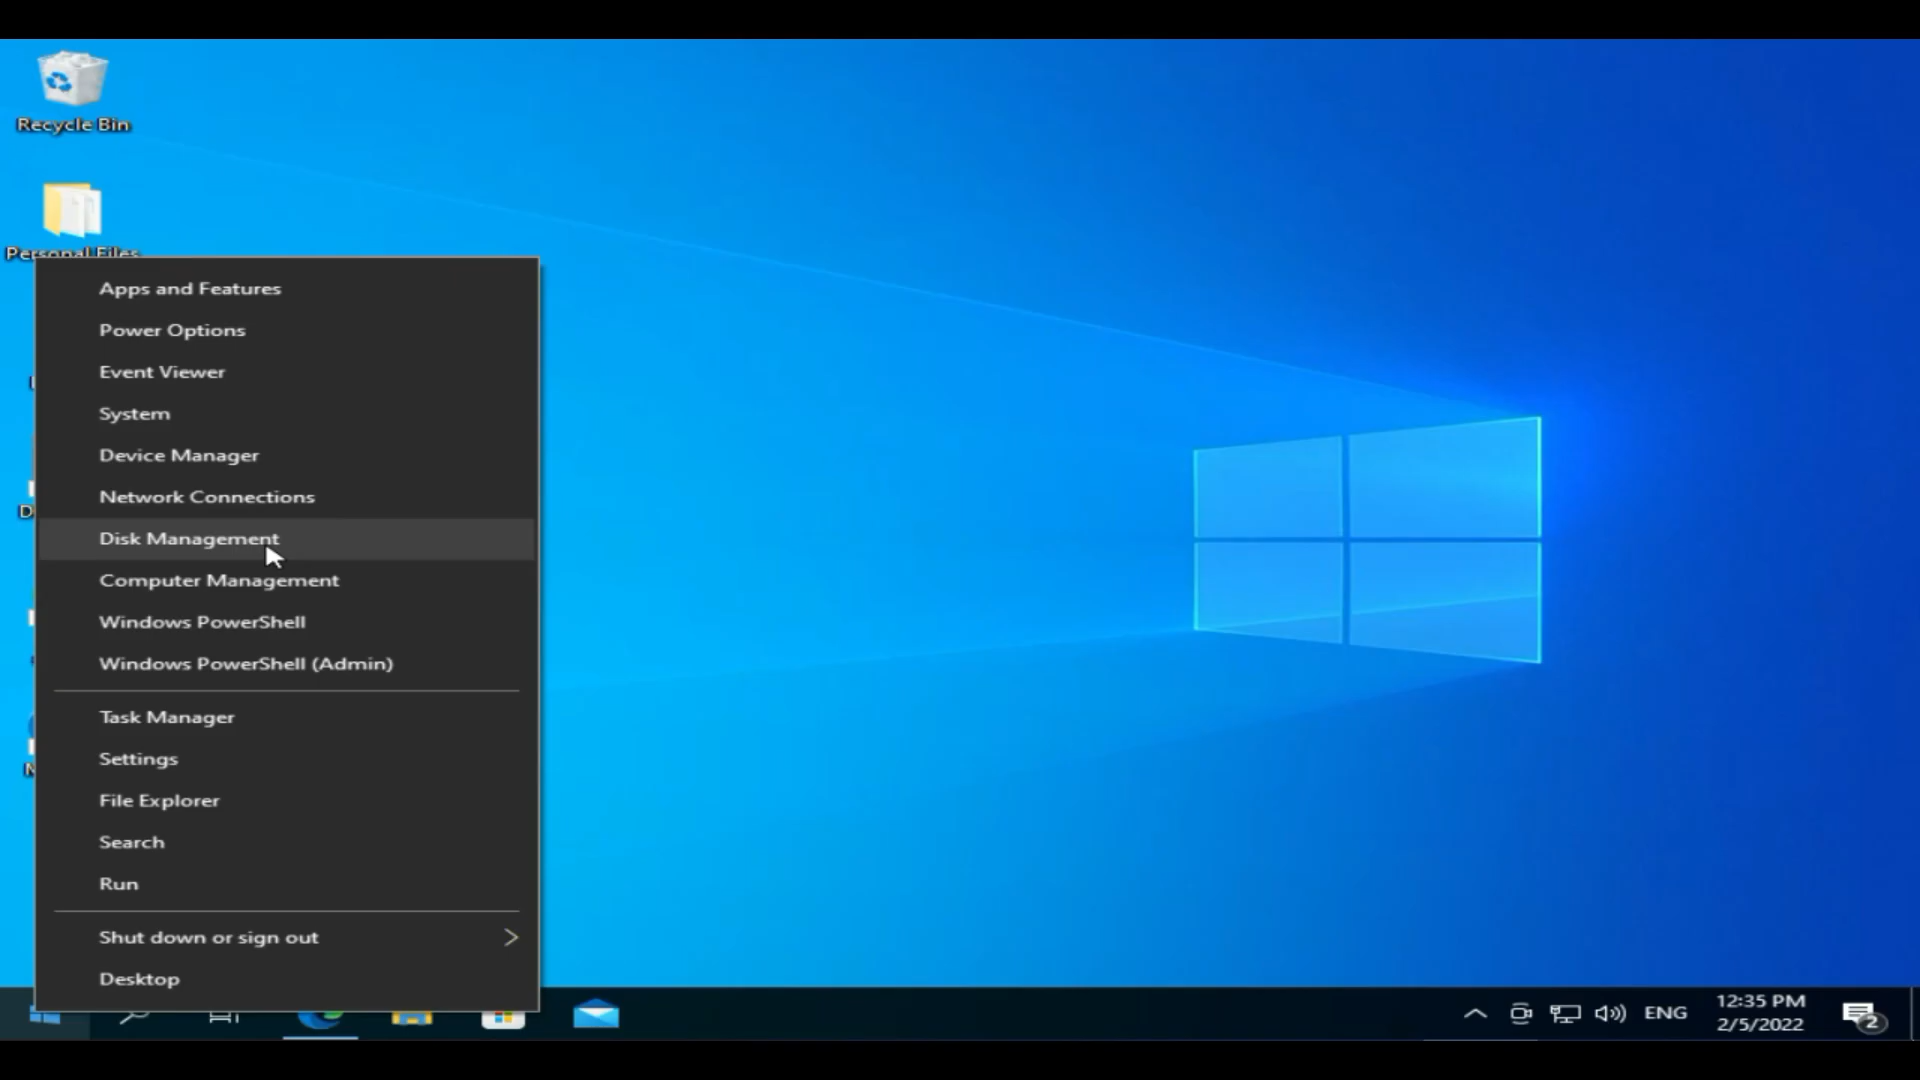 Recycle Bin
Personal Files
Apps and Features
Power Options
Event Viewer
System
Device Manager
Network Connections
Disk Management
Computer Management
Windows PowerShell
Windows PowerShell (Admin)
Task Manager
Settings
File Explorer
Search
Run
Shut down or sign out
Desktop
ENG
12:35 PM
2/5/2022
2